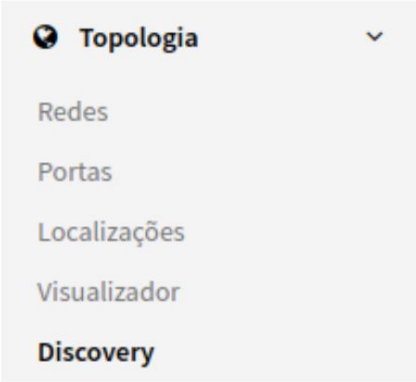 Topologia
Redes
Portas
Localizações
Visualizador
Discovery